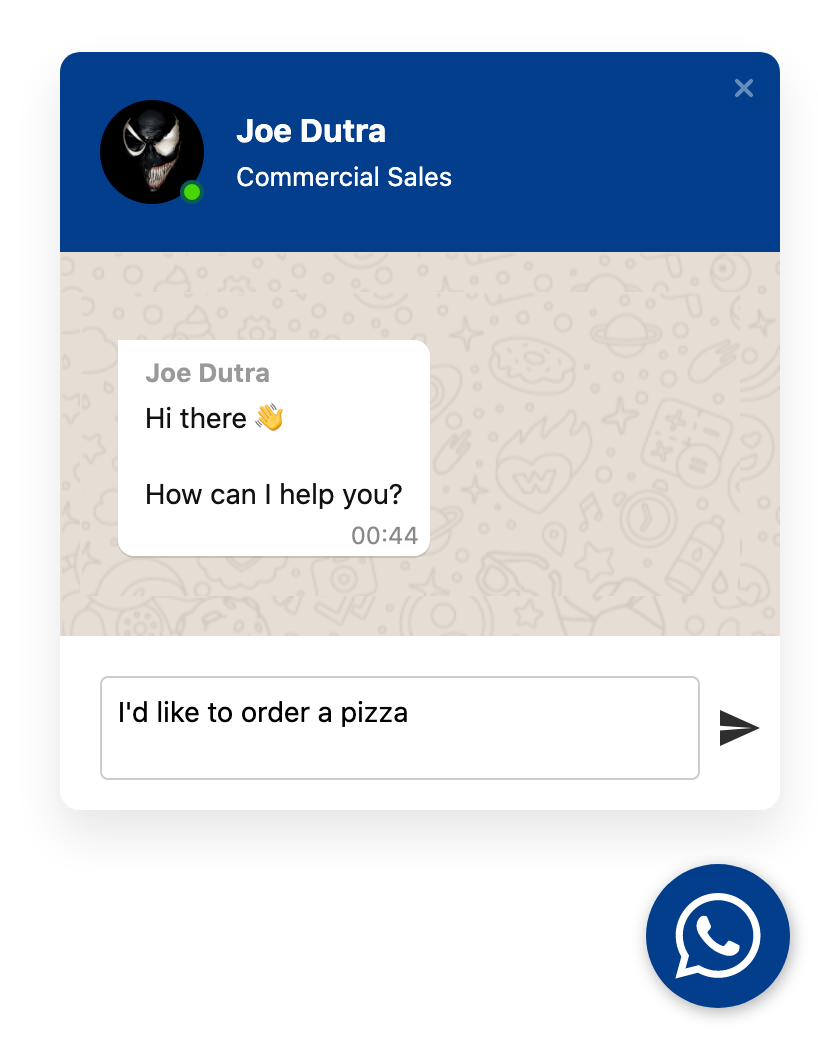 Joe Dutra
Commercial Sales
Joe Dutra
Hi there 👋
How can I help you?
00:44
I'd like to order a pizza